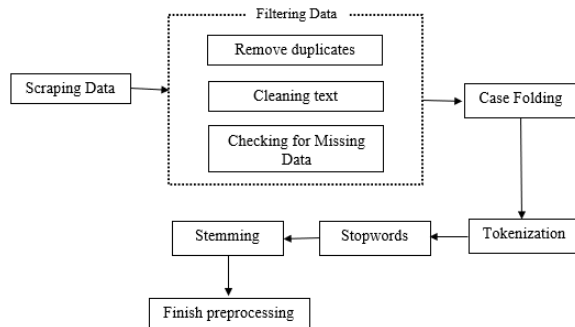 Filtering Data
Remove duplicates
Scraping Data
Cleaning text
Case Folding
Checking for Missing
Data
Stemming
Stopwords
Tokenization
Finish preprocessing